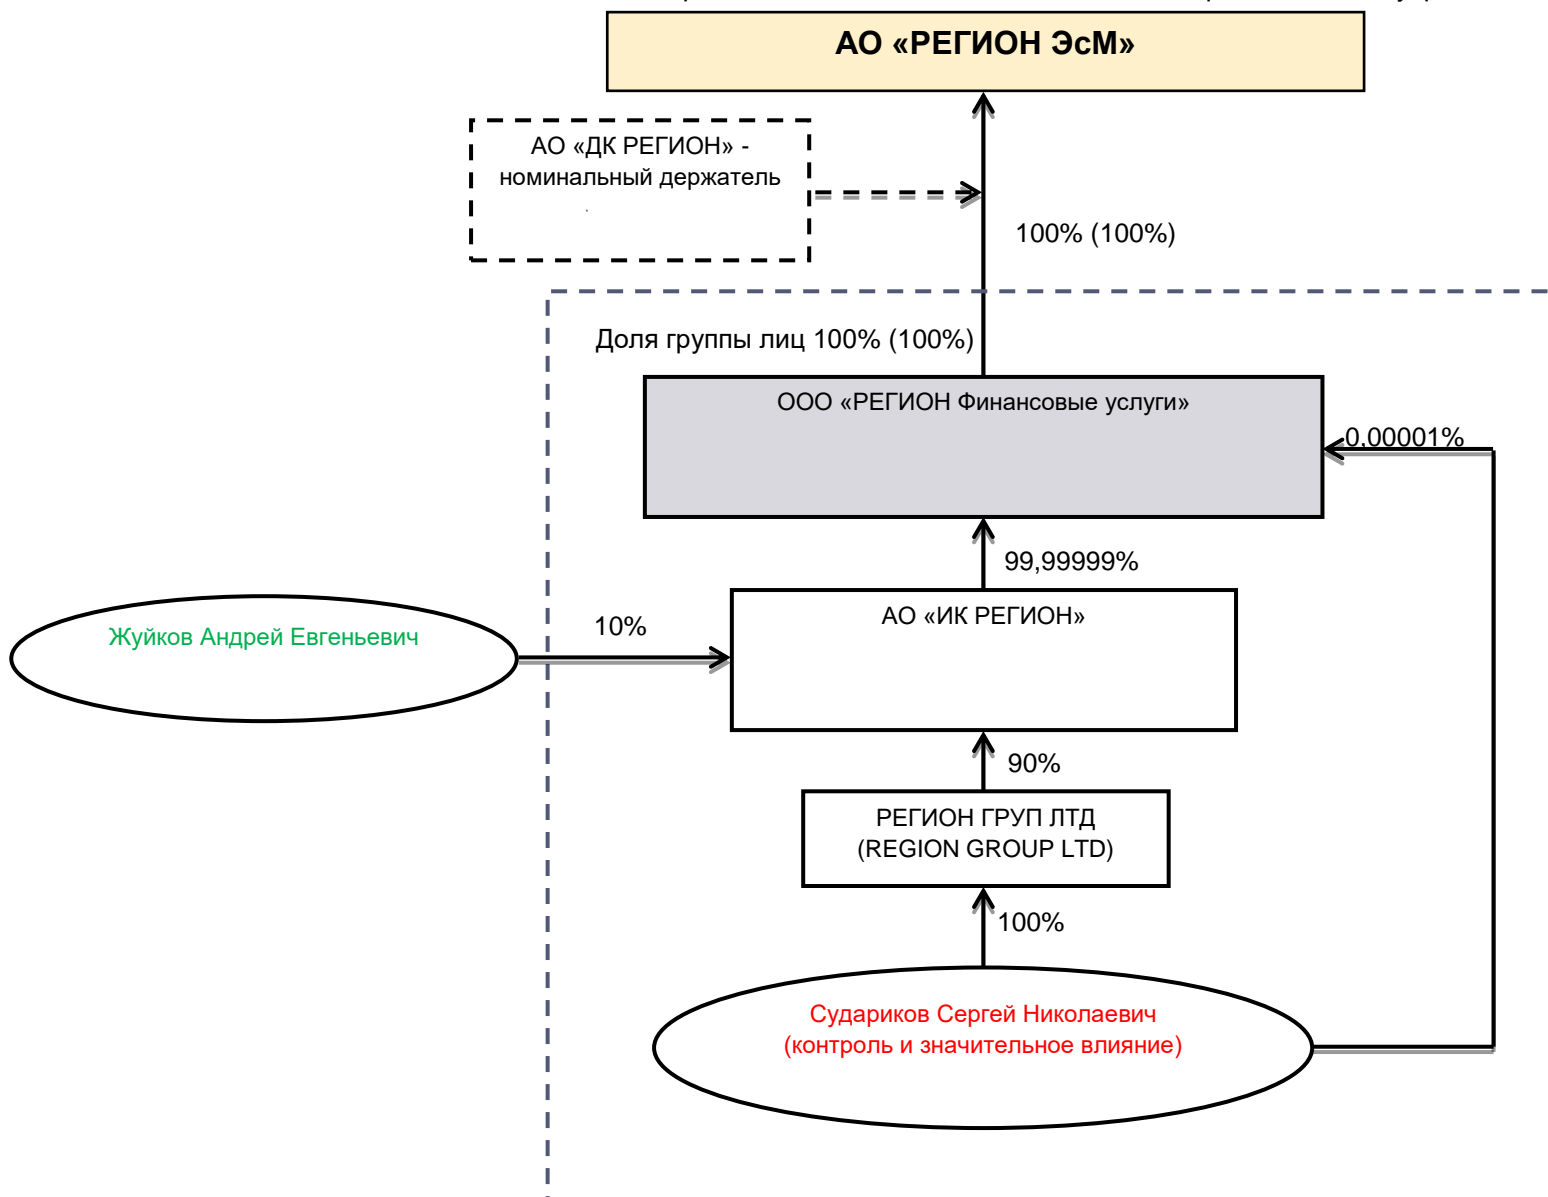 АО «РЕГИОН ЭсМ»
АО «ДК РЕГИОН» -
номинальный держатель
100% (100%)
Доля группы лиц 100% (100%)
ООО «РЕГИОН Финансовые услуги»
0,00001%
99,99999%
АО «ИК РЕГИОН»
Жуйков Андрей Евгеньевич
10%
90%
РЕГИОН ГРУП ЛТД
(REGION GROUP LTD)
100%
Судариков Сергей Николаевич
(контроль и значительное влияние)